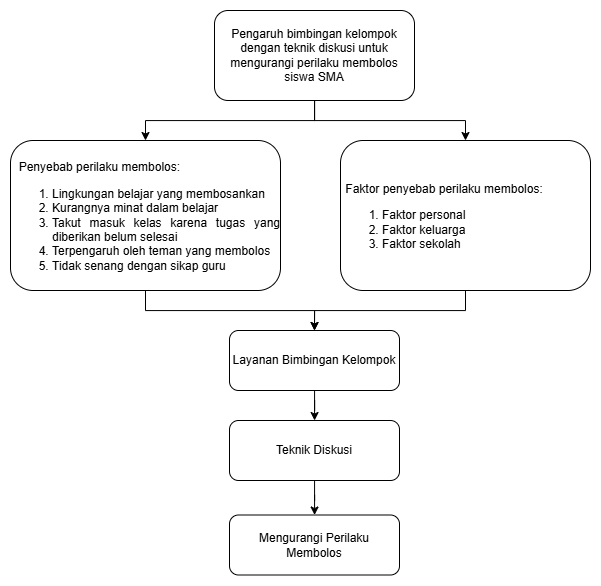 Pengaruh bimbingan kelompok
dengan teknik diskusi untuk
mengurangi perilaku membolos
siswa SMA
Penyebab perilaku membolos:
1. Lingkungan belajar yang membosankan
2. Kurangnya minat dalam belajar
3. Takut masuk kelas karena tugas yang
diberikan belum selesai
4. Terpengaruh oleh teman yang membolos
5. Tidak senang dengan sikap guru
Faktor penyebab perilaku membolos:
1. Faktor personal
2. Faktor keluarga
3. Faktor sekolah
Layanan Bimbingan Kelompok
Teknik Diskusi
Mengurangi Perilaku
Membolos